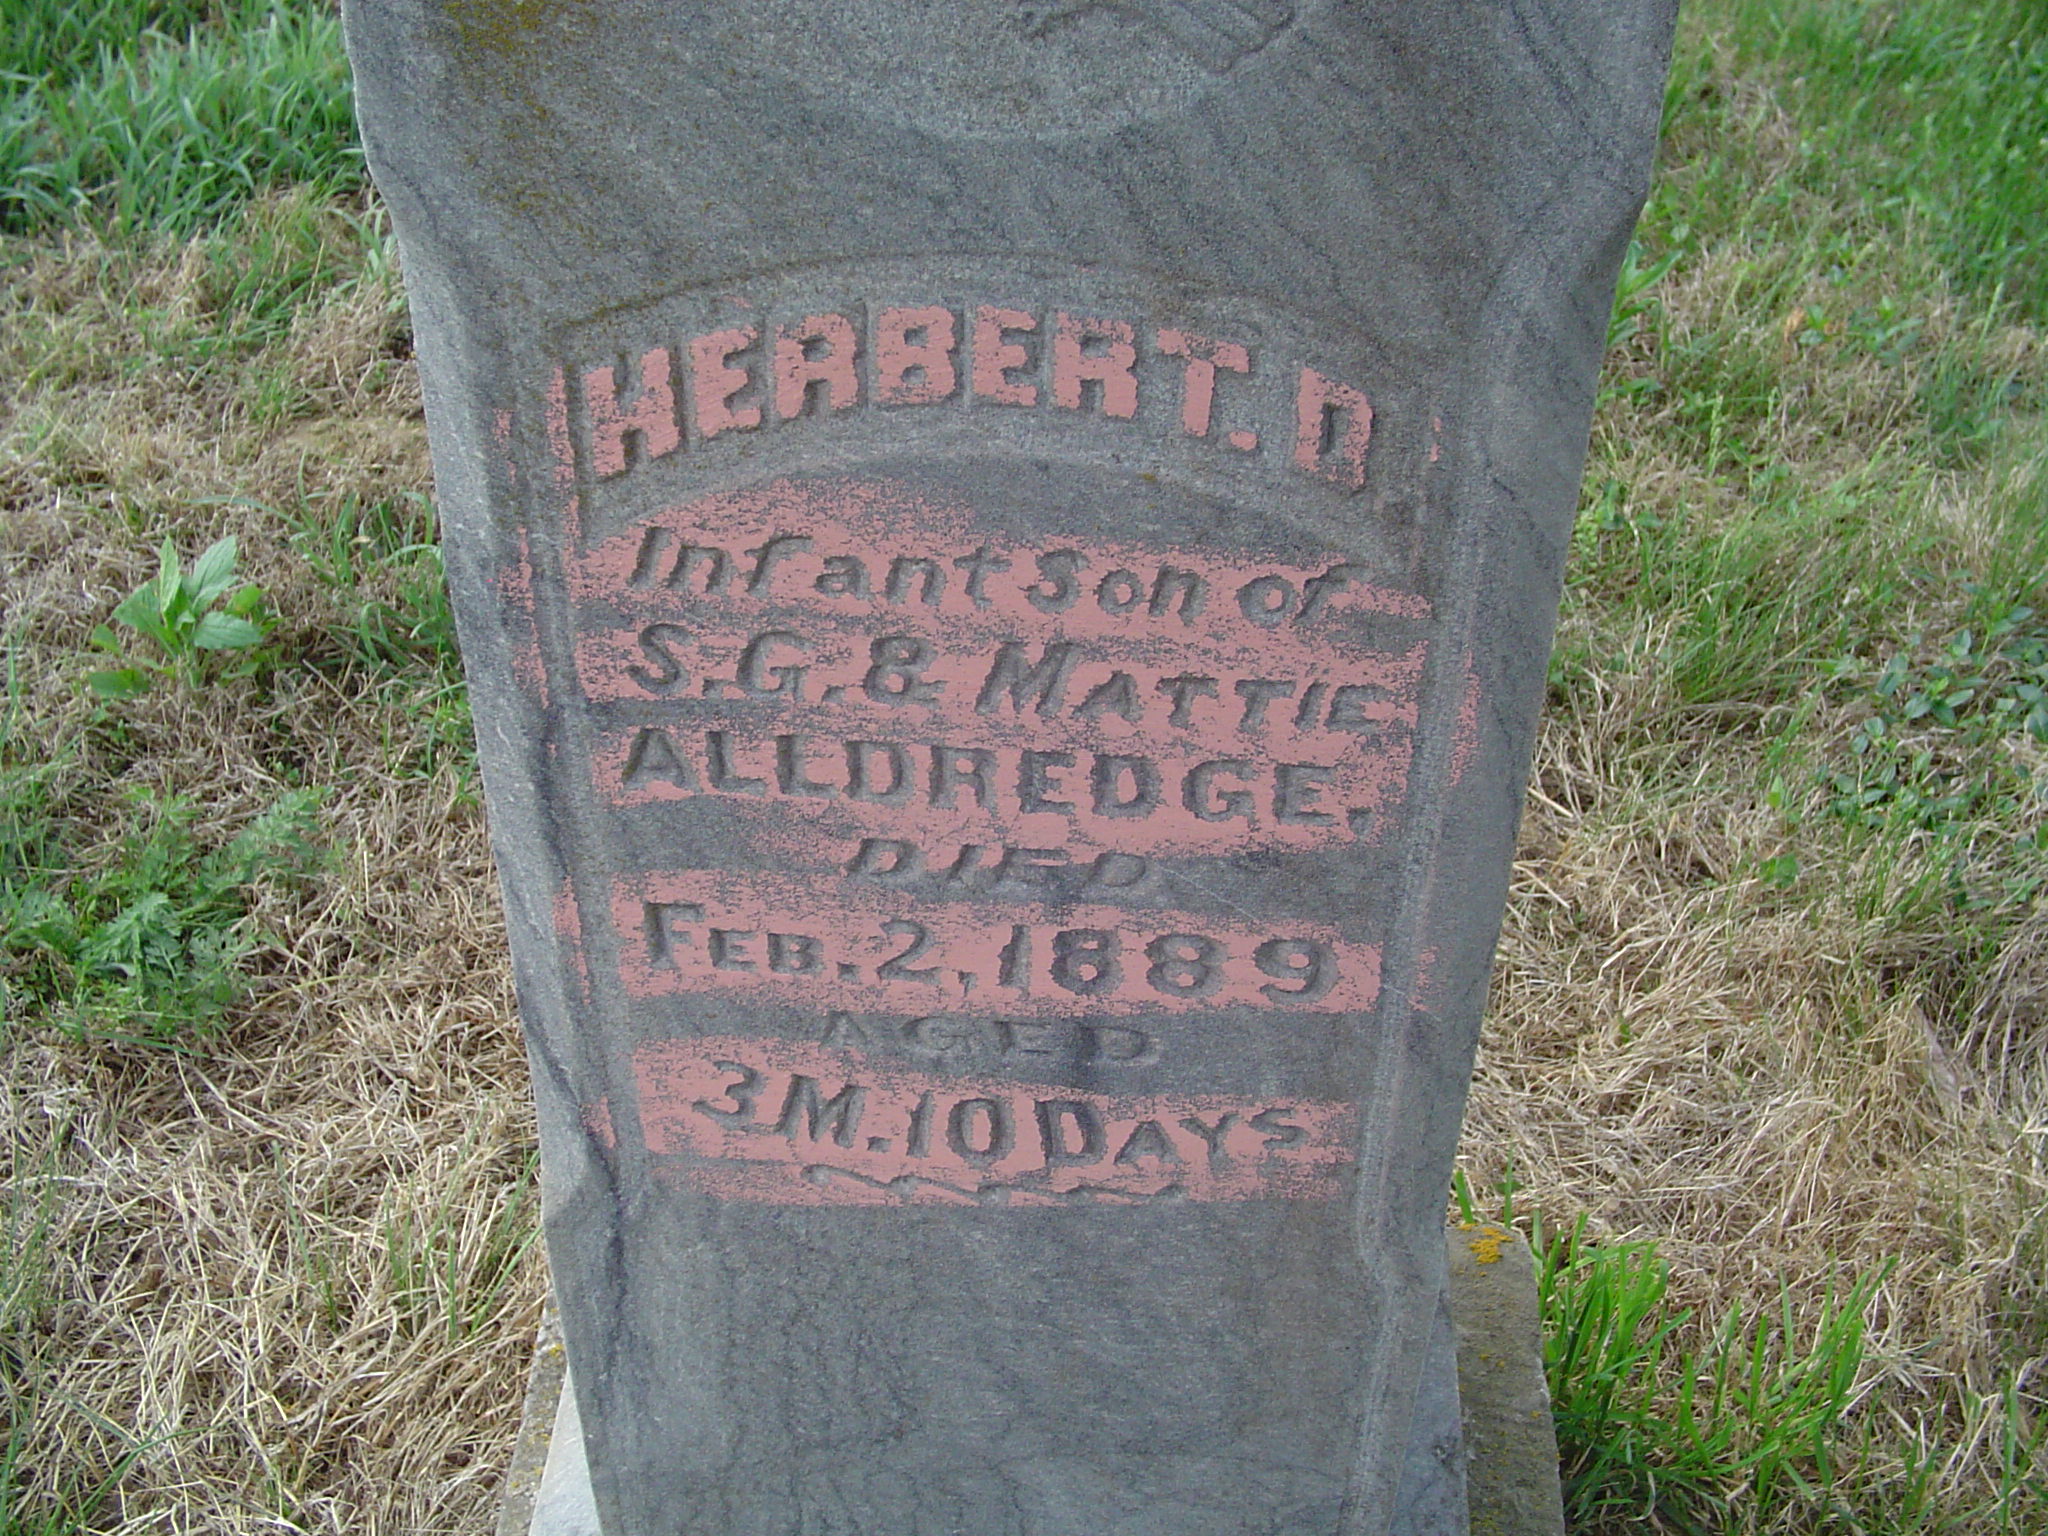 HERBERT. D
Infant Son of
S. G. & MATTIE
ALLDREDGE.
DIED
FEB. 2, 1889
AGED
3 M. 10 DAYS